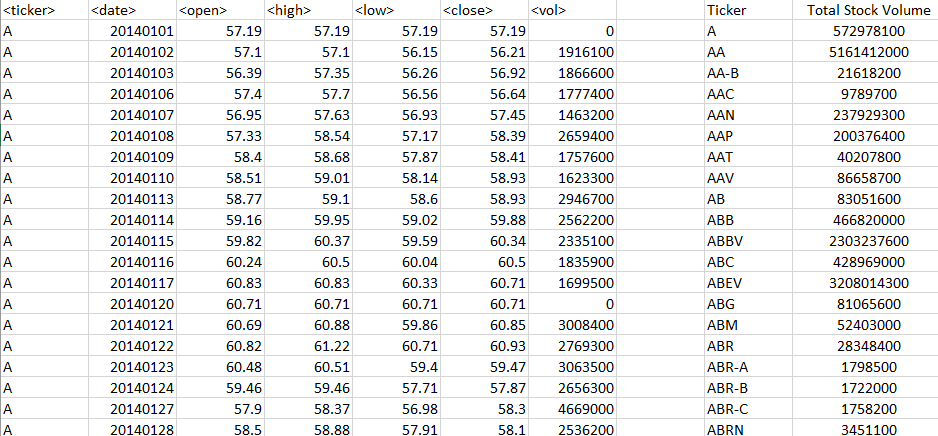 <ticker> <date> <open> <high> <low> <close> <vol> Ticker Total Stock Volume
A 20140101 57.19 57.19 57.19 57.19 0 A 572978100
A 20140102 57.1 57.1 56.15 56.21 1916100 AA 5161412000
A 20140103 56.39 57.35 56.26 56.92 1866600 AA-B 21618200
A 20140106 57.4 57.7 56.56 56.64 1777400 AAC 9789700
A 20140107 56.95 57.63 56.93 57.45 1463200 AAN 237929300
A 20140108 57.33 58.54 57.17 58.39 2659400 AAP 200376400
A 20140109 58.4 58.68 57.87 58.41 1757600 AAT 40207800
A 20140110 58.51 59.01 58.14 58.93 1623300 AAV 86658700
A 20140113 58.77 59.1 58.6 58.93 2946700 AB 83051600
A 20140114 59.16 59.95 59.02 59.88 2562200 ABB 466820000
A 20140115 59.82 60.37 59.59 60.34 2335100 ABBV 2303237600
A 20140116 60.24 60.5 60.04 60.5 1835900 ABC 428969000
A 20140117 60.83 60.83 60.33 60.71 1699500 ABEV 3208014300
A 20140120 60.71 60.71 60.71 60.71 0 ABG 81065600
A 20140121 60.69 60.88 59.86 60.85 3008400 ABM 52403000
A 20140122 60.82 61.22 60.71 60.93 2769300 ABR 28348400
A 20140123 60.48 60.51 59.4 59.47 3063500 ABR-A 1798500
A 20140124 59.46 59.46 57.71 57.87 2656300 ABR-B 1722000
A 20140127 57.9 58.37 56.98 58.3 4669000 ABR-C 1758200
A 20140128 58.5 58.88 57.91 58.1 2536200 ABRN 3451100